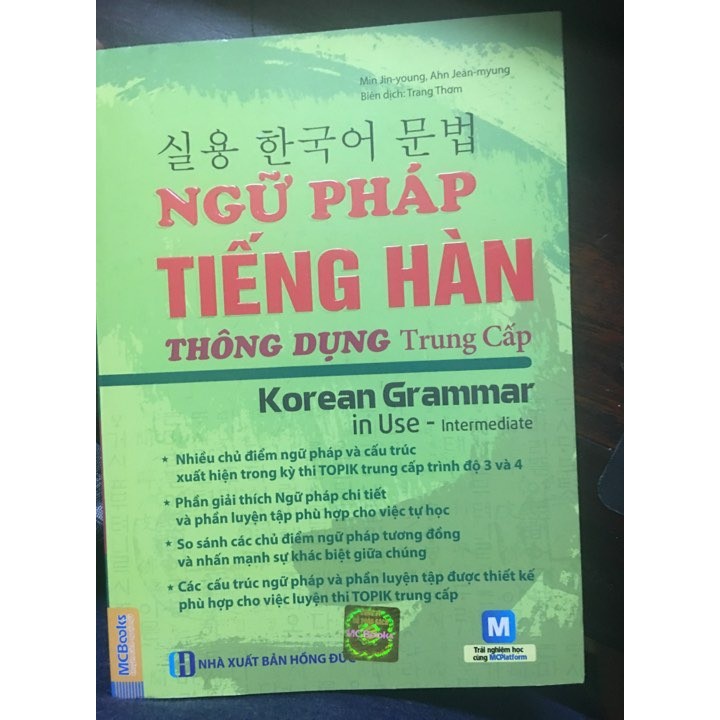 Min Jin-young, Ahn Jean-myung
Biên dịch: Trang Thơm
실용 한국어 문법
NGỮ PHÁP
TIẾNG HÀN
THÔNG DỤNG Trung Cấp
Korean Grammar
in Use - Intermediate
★ Nhiều chủ điểm ngữ pháp và cấu trúc
xuất hiện trong kỳ thi TOPIK trung cấp trình độ 3 và 4
★ Phần giải thích Ngữ pháp chi tiết
và phần luyện tập phù hợp cho việc tự học
★ So sánh các chủ điểm ngữ pháp tương đồng
và nhấn mạnh sự khác biệt giữa chúng
★ Các cấu trúc ngữ pháp và phần luyện tập được thiết kế
phù hợp cho việc luyện thi TOPIK trung cấp
MCBooks
NHÀ XUẤT BẢN HỒNG ĐỨC
MCBooks
M
Trải nghiệm học
cùng MCPlatform